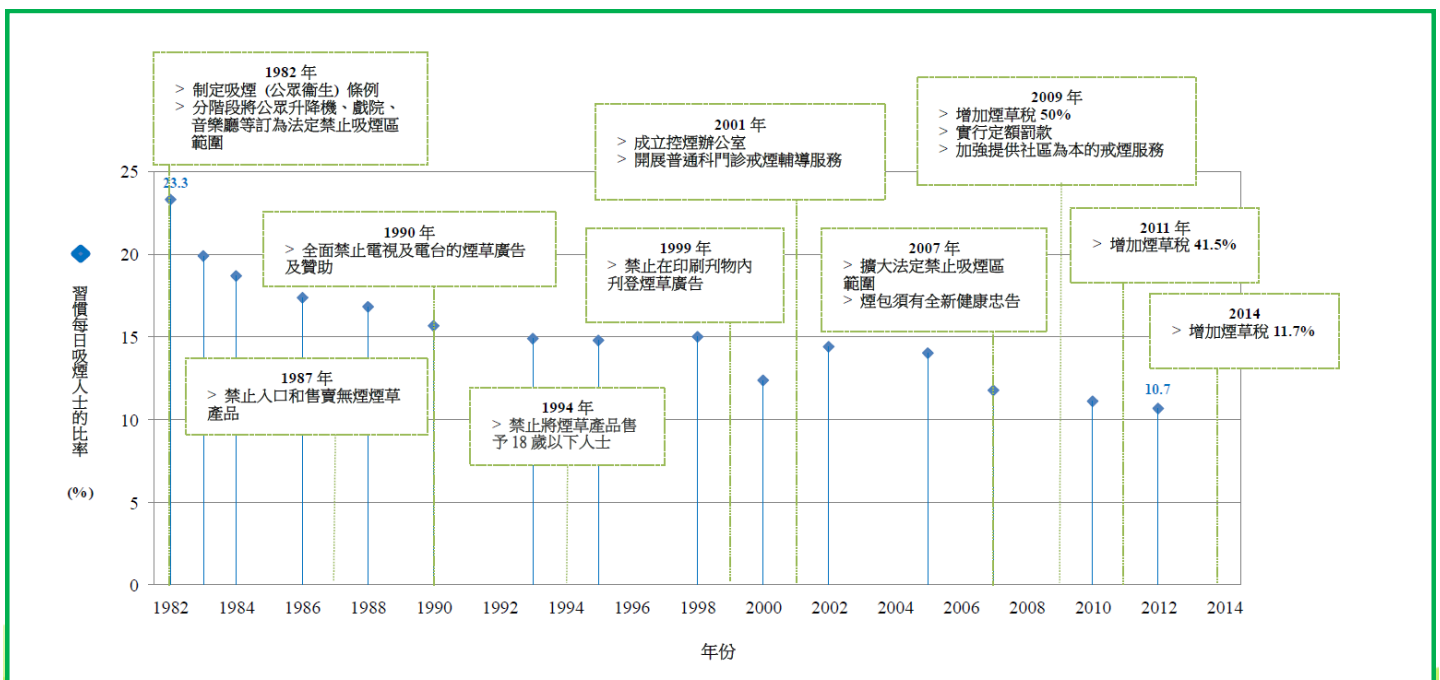 1982 年
> 制定吸煙 (公眾衞生) 條例
> 分階段將公眾升降機、戲院、
音樂廳等訂為法定禁止吸煙區
範圍
2001 年
> 成立控煙辦公室
> 開展普通科門診戒煙輔導服務
2009 年
> 增加煙草稅 50%
> 實行定額罰款
> 加強提供社區為本的戒煙服務
1990 年
> 全面禁止電視及電台的煙草廣告
及贊助
1999 年
> 禁止在印刷刋物內
刋登煙草廣告
2007 年
> 擴大法定禁止吸煙區
範圍
> 煙包須有全新健康忠告
2011 年
> 增加煙草稅 41.5%
2014
> 增加煙草稅 11.7%
1987 年
> 禁止入口和售賣無煙煙草
產品
1994 年
> 禁止將煙草產品售
予 18 歲以下人士
23.3
10.7
習慣每日吸煙人士的比率
(%)
25
20
15
10
5
0
1982 1984 1986 1988 1990 1992 1994 1996 1998 2000 2002 2004 2006 2008 2010 2012 2014
年份